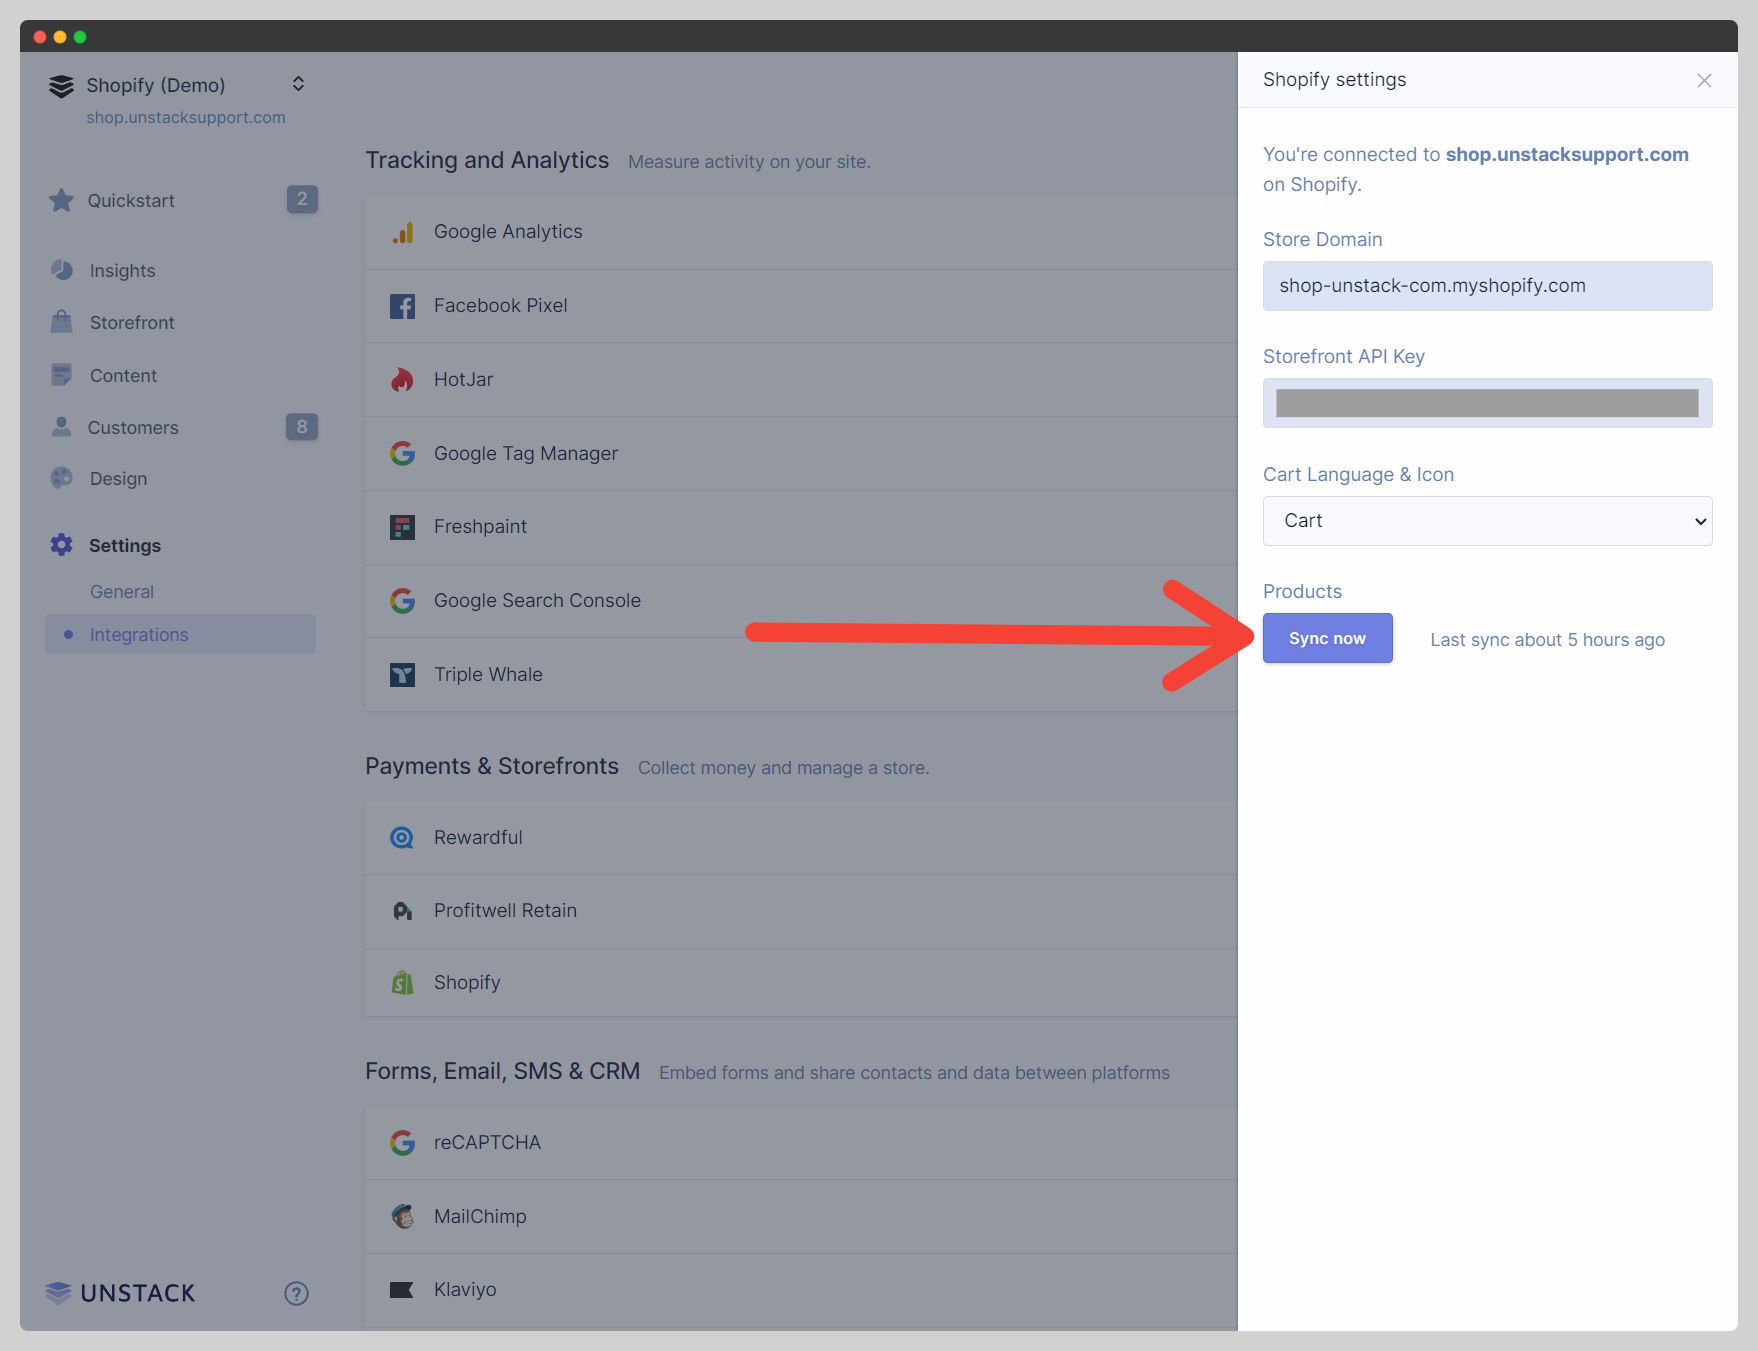 Shopify (Demo)
shop.unstacksupport.com
Quickstart 2
Insights
Storefront
Content
Customers 8
Design
Settings
General
Integrations
UNSTACK
?
Tracking and Analytics Measure activity on your site.
Google Analytics
Facebook Pixel
HotJar
Google Tag Manager
Freshpaint
Google Search Console
Triple Whale
Payments & Storefronts Collect money and manage a store.
Rewardful
Profitwell Retain
Shopify
Forms, Email, SMS & CRM Embed forms and share contacts and data between platforms
reCAPTCHA
MailChimp
Klaviyo
Shopify settings
You're connected to shop.unstacksupport.com
on Shopify.
Store Domain
shop-unstack-com.myshopify.com
Storefront API Key
Cart Language & Icon
Cart
Products
Sync now Last sync about 5 hours ago